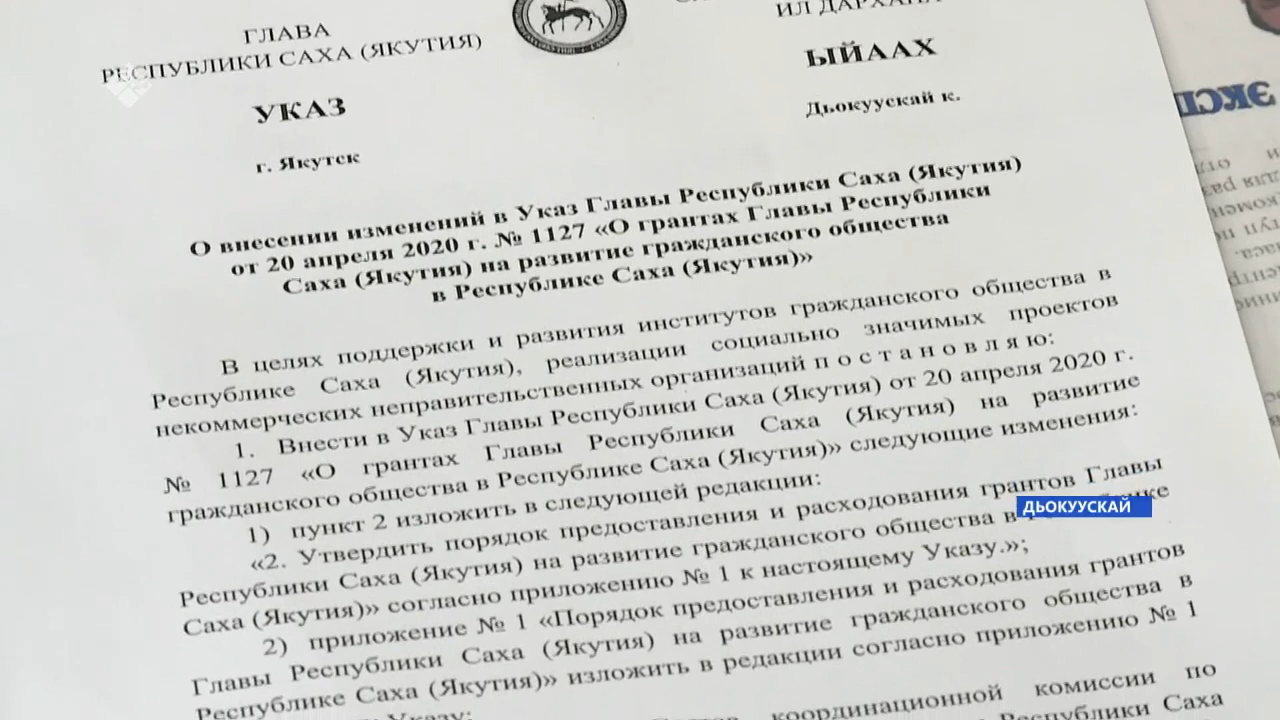 ГЛАВА
РЕСПУБЛИКИ САХА (ЯКУТИЯ)
ИЛ ДАРХАНА
УКАЗ
ЫЙААХ
г. Якутск
Дьокуускай к.
О внесении изменений в Указ Главы Республики Саха (Якутия)
от 20 апреля 2020 г. № 1127 «О грантах Главы Республики
Саха (Якутия) на развитие гражданского общества
в Республике Саха (Якутия)»
В целях поддержки и развития институтов гражданского общества в
Республике Саха (Якутия), реализации социально значимых проектов
некоммерческих неправительственных организаций п о с т а н о в л я ю:
1. Внести в Указ Главы Республики Саха (Якутия) от 20 апреля 2020 г.
№ 1127 «О грантах Главы Республики Саха (Якутия) на развитие
гражданского общества в Республике Саха (Якутия)» следующие изменения:
1) пункт 2 изложить в следующей редакции:
«2. Утвердить порядок предоставления и расходования грантов Главы
Республики Саха (Якутия) на развитие гражданского общества в
Саха (Якутия)» согласно приложению № 1 к настоящему Указу.»;
2) приложение № 1 «Порядок предоставления и расходования грантов
Главы Республики Саха (Якутия) на развитие гражданского общества в
Республике Саха (Якутия)» изложить в редакции согласно приложению № 1
Указу;
координационной комиссии по
Республики Саха
ДЬОКУУСКАЙ